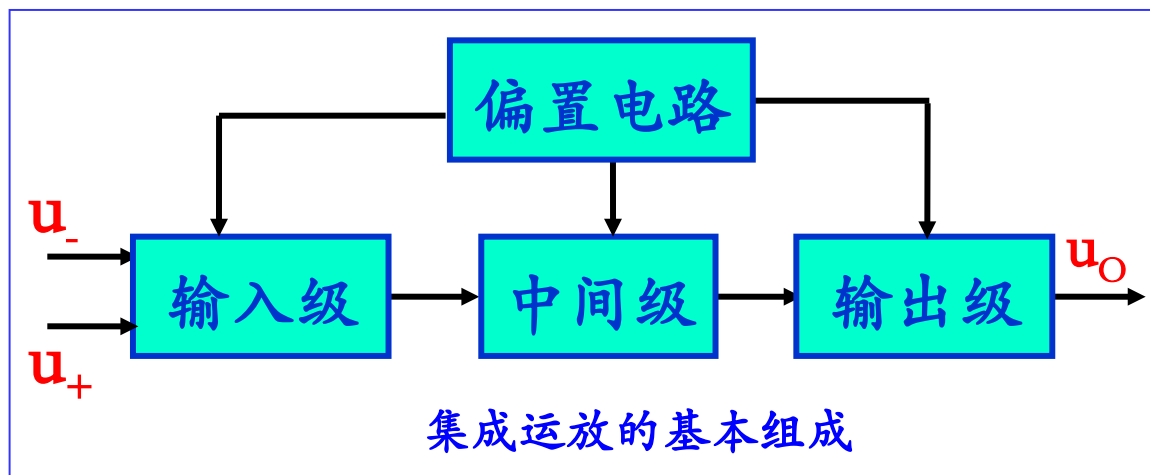 偏置电路
u-
输入级
中间级
输出级
uO
u+
集成运放的基本组成